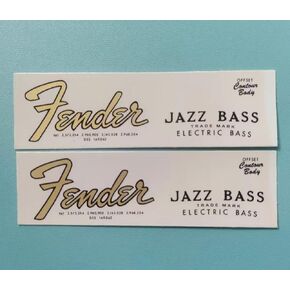 Fender
OFFSET
Contour
Body
JAZZ BASS
TRADE MARK
ELECTRIC BASS
Fender
OFFSET
Contour
Body
JAZZ BASS
TRADE MARK
ELECTRIC BASS